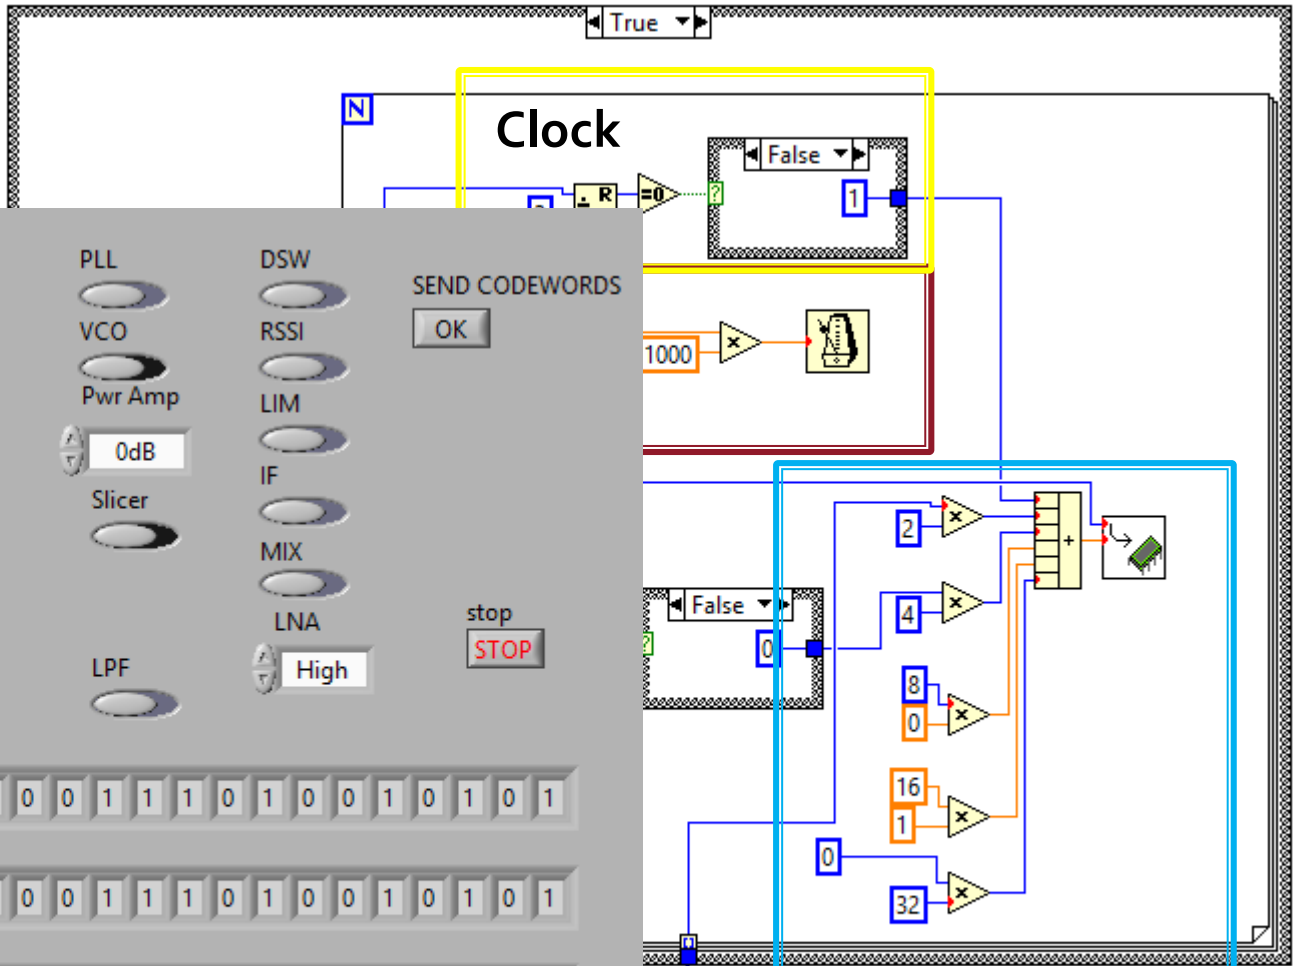 True
N
Clock
False
÷ R
=0
?
1
PLL
DSW
SEND CODEWORDS
OK
VCO
RSSI
Pwr Amp
LIM
0dB
IF
Slicer
MIX
LNA
High
LPF
stop
STOP
1000
x
x
2
+
False
?
0
x
4
8
0
x
16
1
x
0
32
x
0 0 1 1 1 0 1 0 0 1 0 1 0 1
0 0 1 1 1 0 1 0 0 1 0 1 0 1